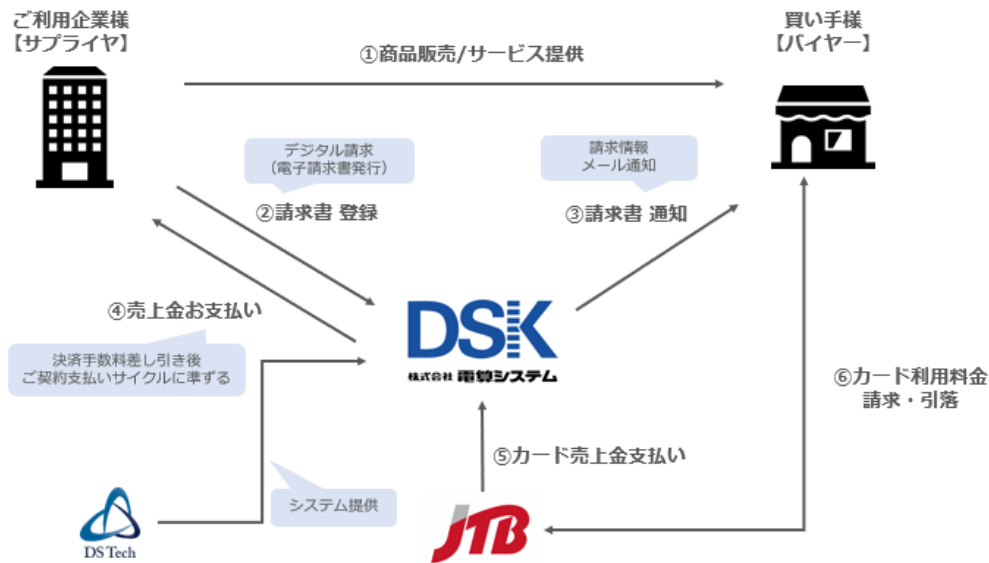 ご利用企業様
【サプライヤ】
買い手様
【バイヤー】
①商品販売/サービス提供
デジタル請求
(電子請求書発行)
請求情報
メール通知
②請求書 登録
③請求書 通知
④売上金お支払い
決済手数料差し引き後
ご契約支払いサイクルに準ずる
DSK
株式会社 電算システム
⑥カード利用料金
請求・引落
⑤カード売上金支払い
システム提供
DS Tech
JTB